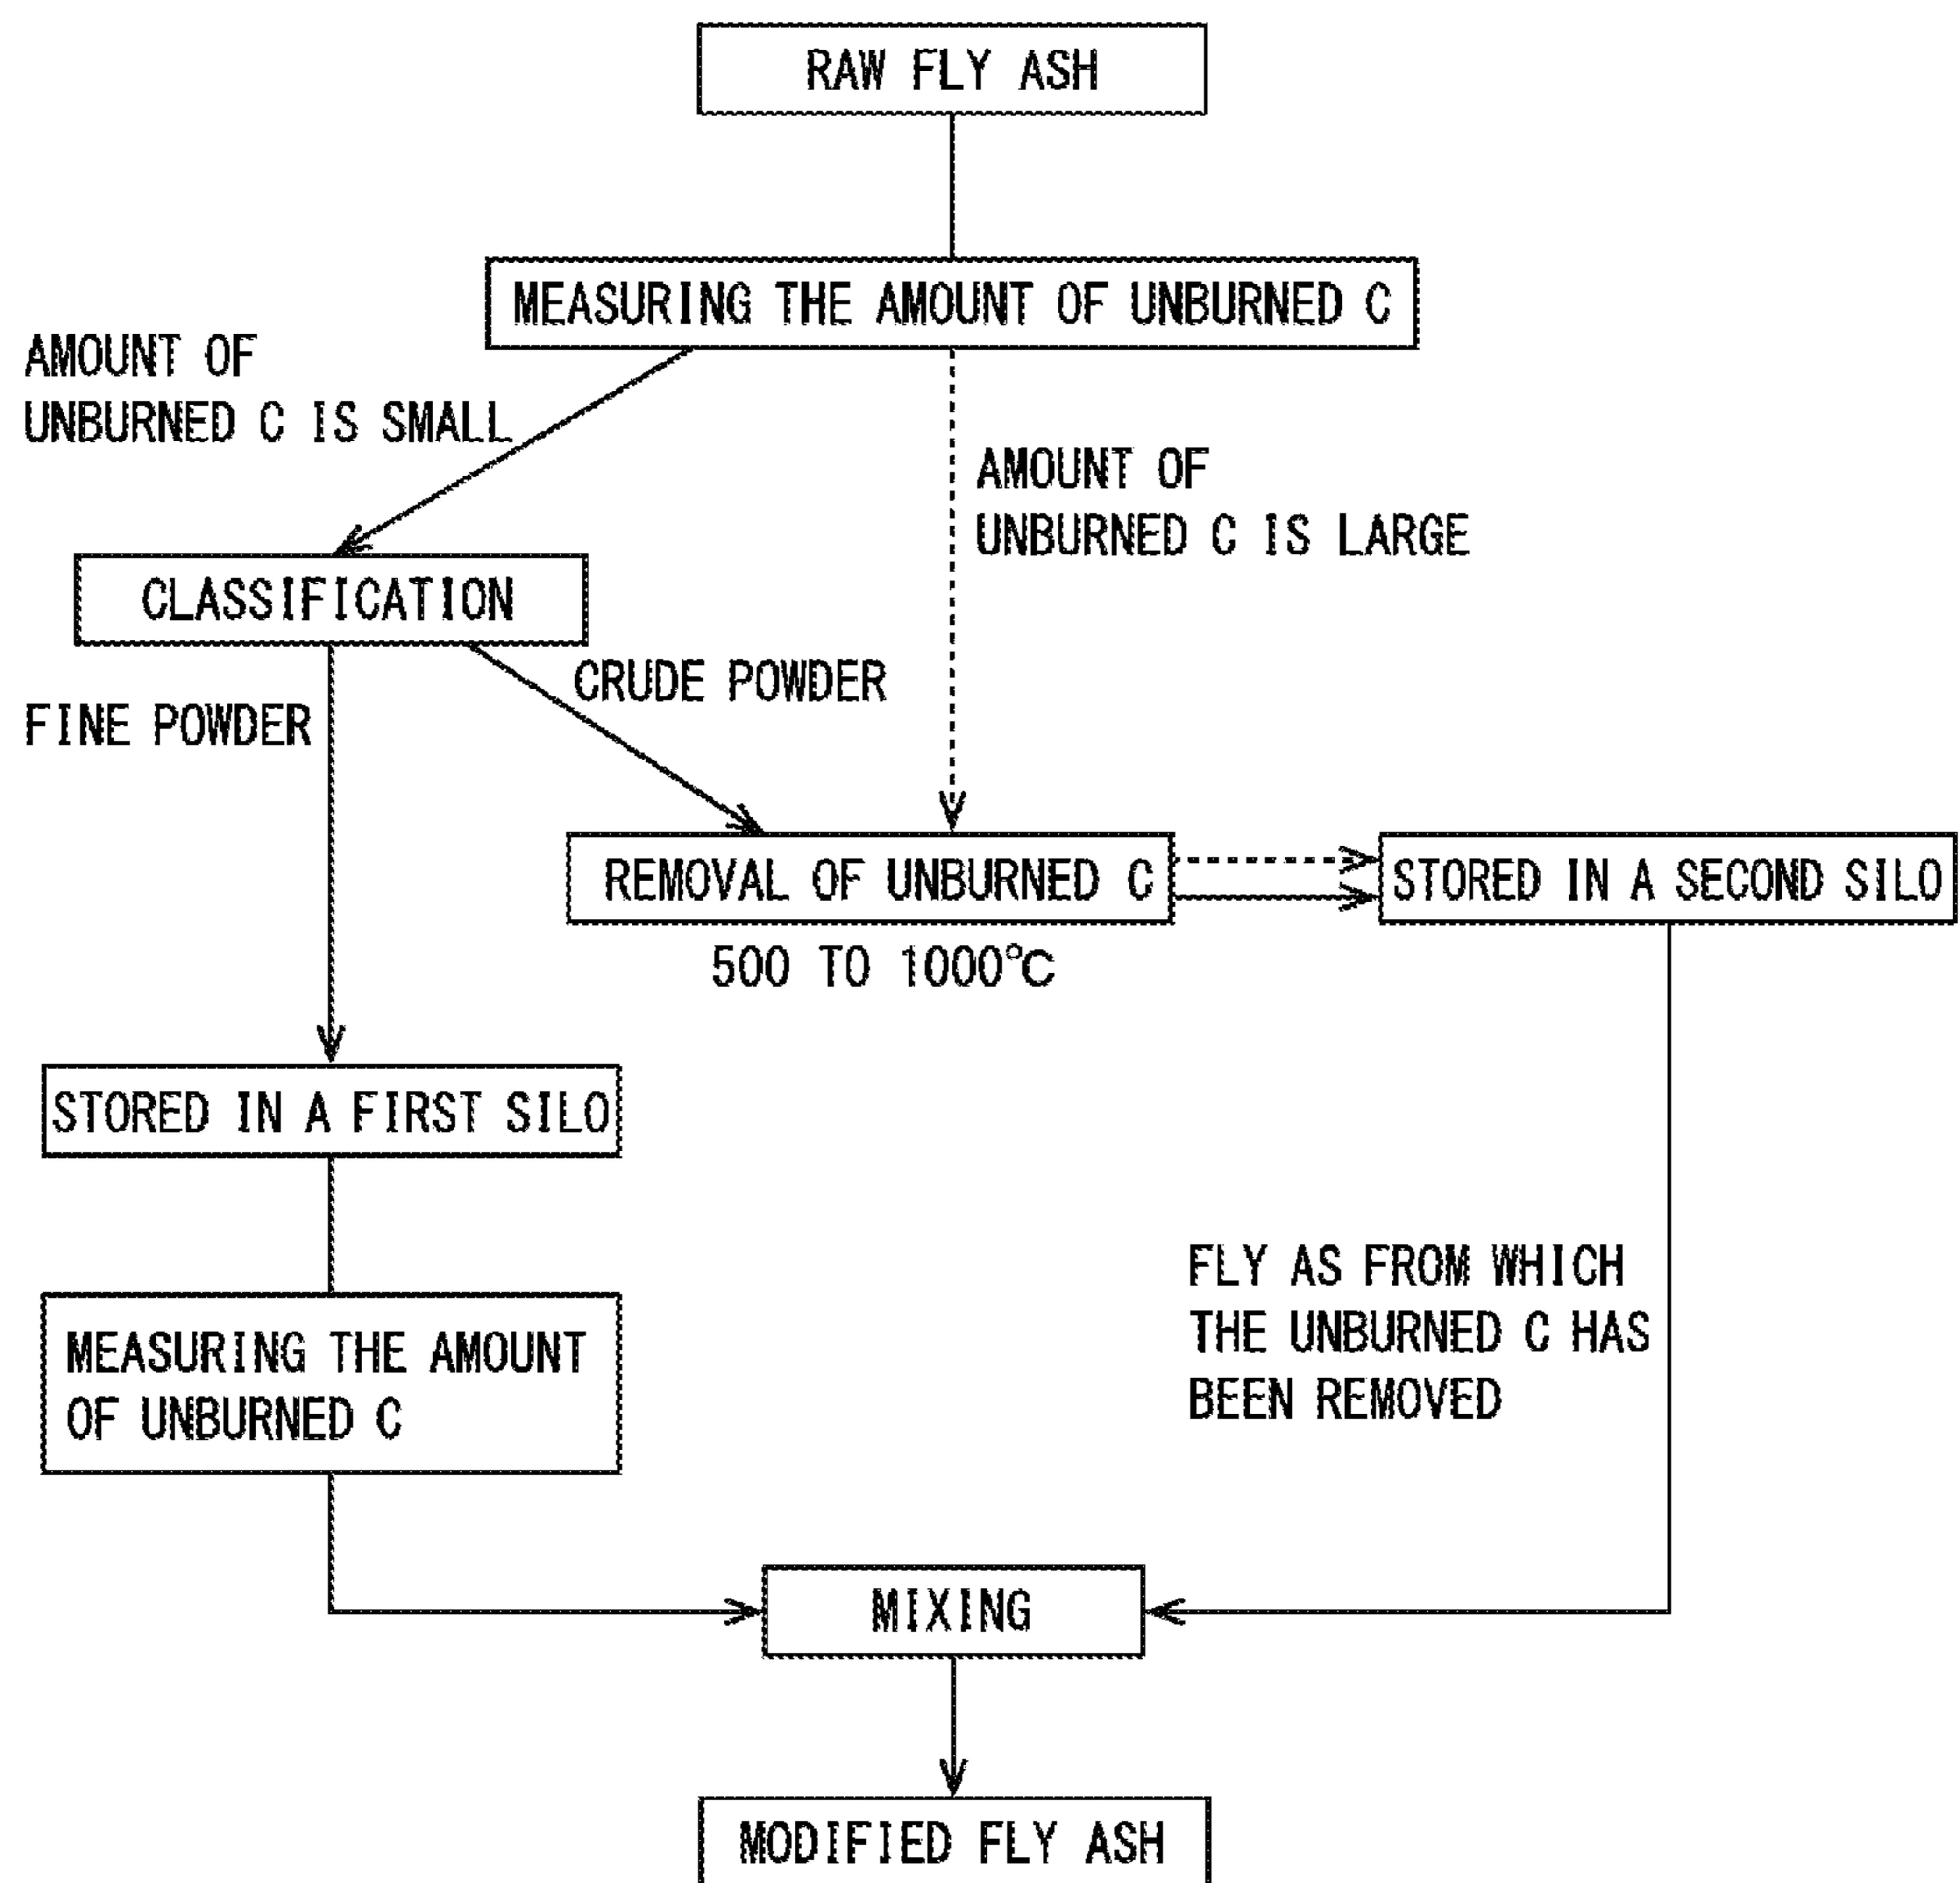 RAW FLY ASH
MEASURING THE AMOUNT OF UNBURNED C
AMOUNT OF
UNBURNED C IS SMALL
AMOUNT OF
UNBURNED C IS LARGE
CLASSIFICATION
CRUDE POWDER
FINE POWDER
REMOVAL OF UNBURNED C
STORED IN A SECOND SILO
500 TO 1000℃
STORED IN A FIRST SILO
FLY AS FROM WHICH
THE UNBURNED C HAS
BEEN REMOVED
MEASURING THE AMOUNT
OF UNBURNED C
MIXING
MODIFIED FLY ASH